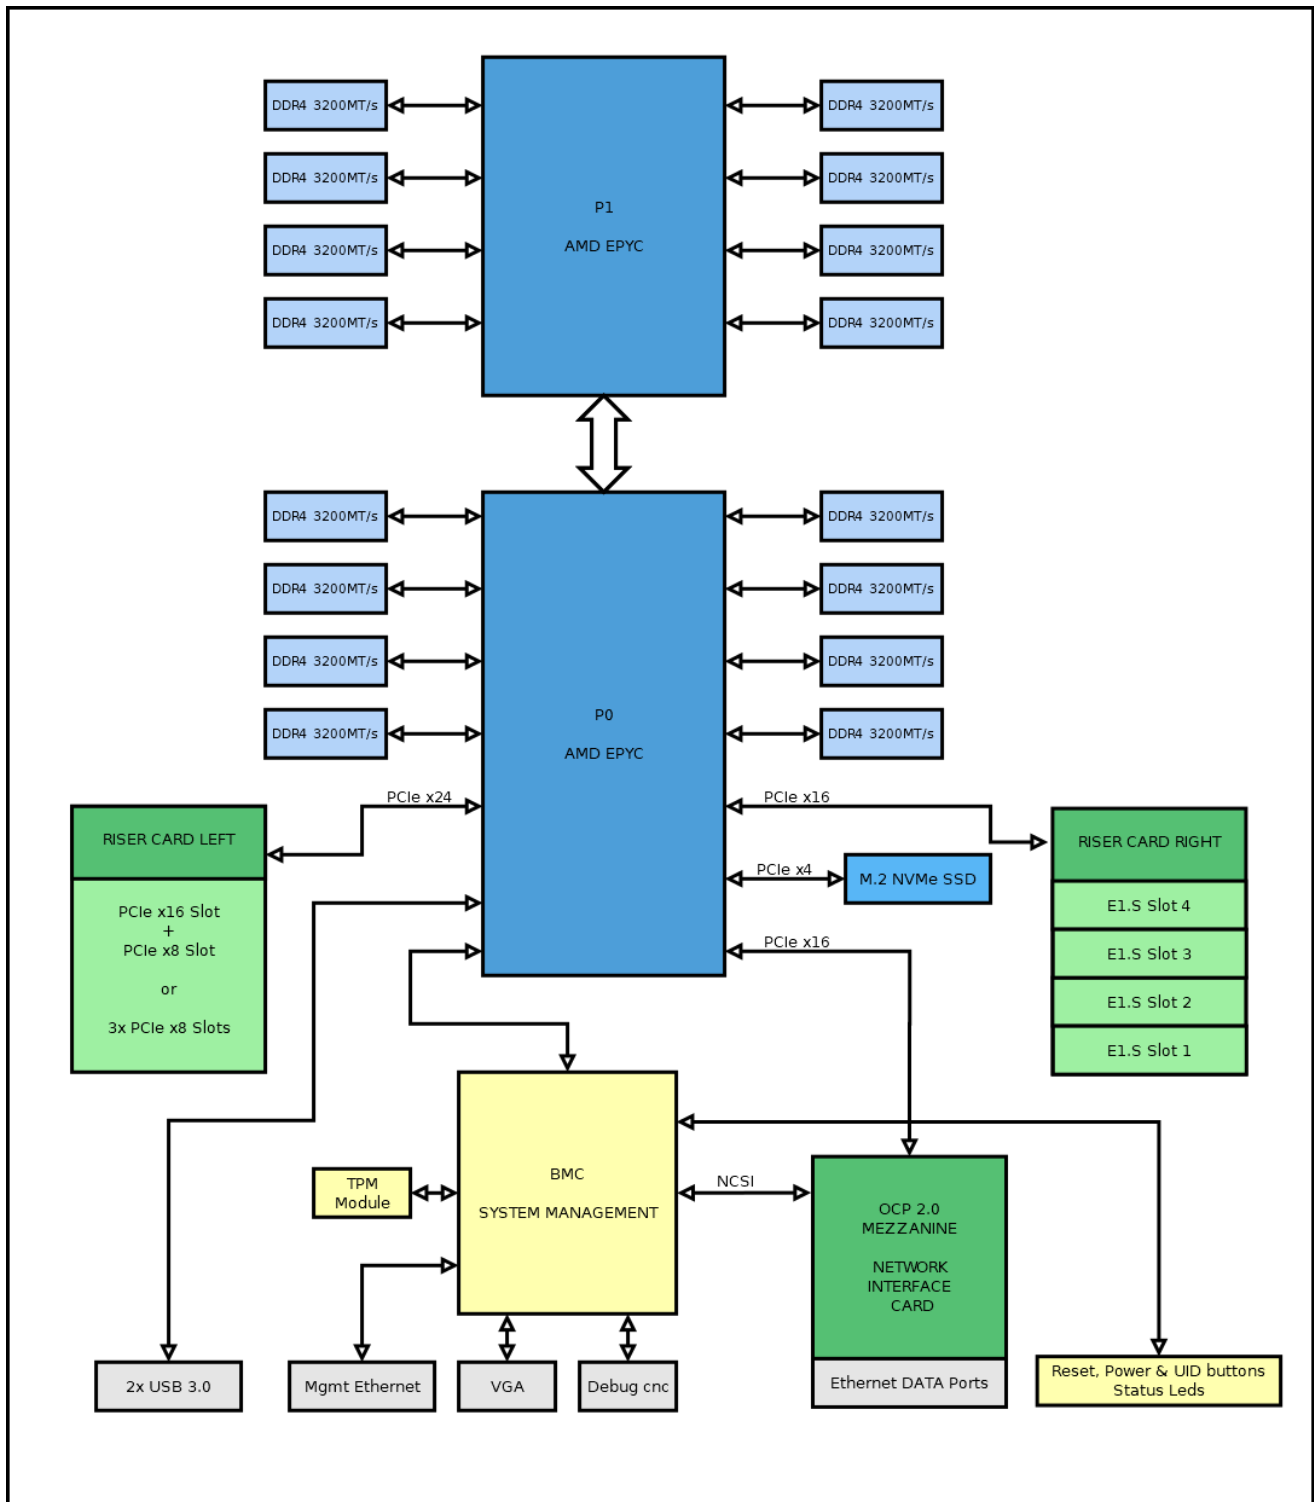 DDR4 3200MT/s
DDR4 3200MT/s
DDR4 3200MT/s
DDR4 3200MT/s
P1
AMD EPYC
DDR4 3200MT/s
DDR4 3200MT/s
DDR4 3200MT/s
DDR4 3200MT/s
DDR4 3200MT/s
DDR4 3200MT/s
DDR4 3200MT/s
DDR4 3200MT/s
P0
AMD EPYC
DDR4 3200MT/s
DDR4 3200MT/s
DDR4 3200MT/s
DDR4 3200MT/s
PCIe x24
RISER CARD LEFT
PCIe x16 Slot
+
PCIe x8 Slot
or
3x PCIe x8 Slots
PCIe x16
PCIe x4
M.2 NVMe SSD
PCIe x16
RISER CARD RIGHT
E1.S Slot 4
E1.S Slot 3
E1.S Slot 2
E1.S Slot 1
TPM
Module
BMC
SYSTEM MANAGEMENT
NCSI
OCP 2.0
MEZZANINE
NETWORK
INTERFACE
CARD
Ethernet DATA Ports
2x USB 3.0
Mgmt Ethernet
VGA
Debug cnc
Reset, Power & UID buttons
Status Leds